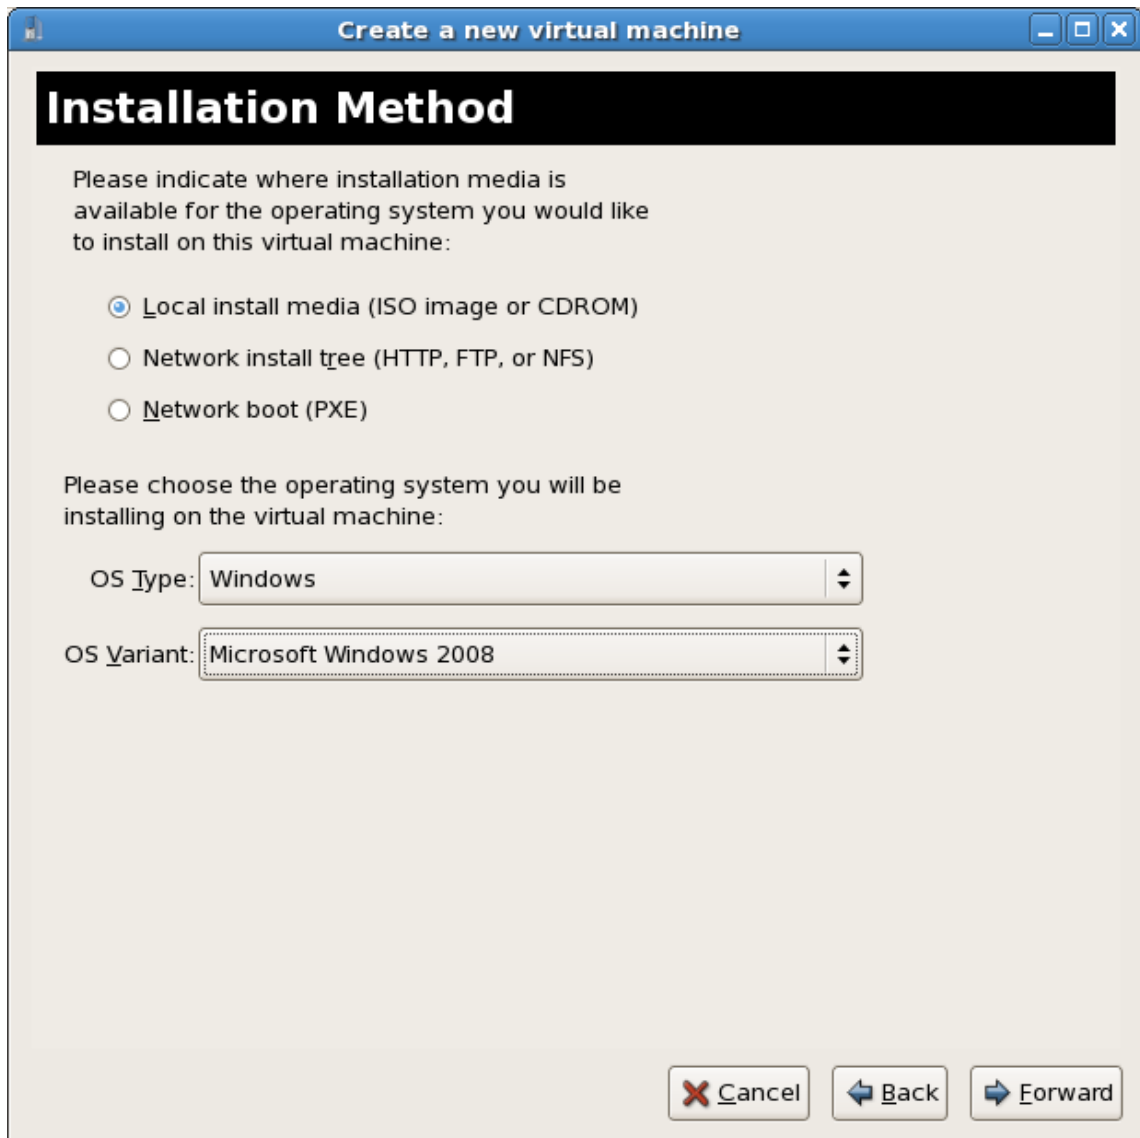 Create a new virtual machine
Installation Method
Please indicate where installation media is
available for the operating system you would like
to install on this virtual machine:
Local install media (ISO image or CDROM)
Network install tree (HTTP, FTP, or NFS)
Network boot (PXE)
Please choose the operating system you will be
installing on the virtual machine:
OS Type: Windows
OS Variant: Microsoft Windows 2008
Cancel Back Forward